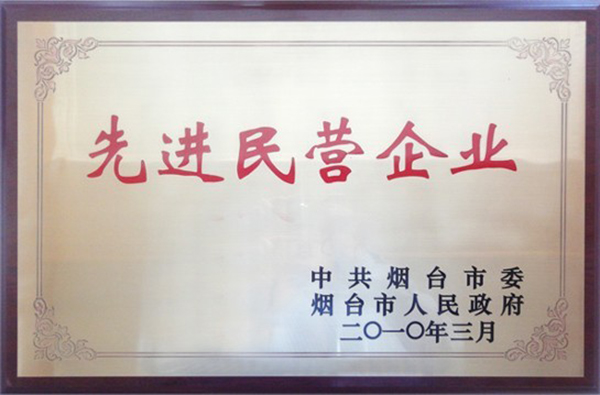 先进民营企业
中共烟台市委
烟台市人民政府
二〇一〇年三月